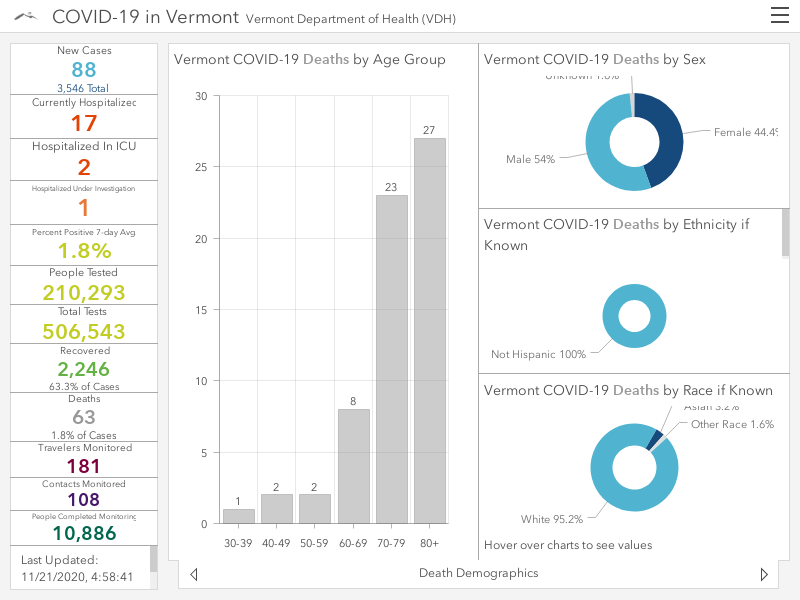 COVID-19 in Vermont Vermont Department of Health (VDH)
New Cases
88
3,546 Total
Currently Hospitalized
17
Hospitalized In ICU
2
Hospitalized Under Investigation
1
Percent Positive 7-day Avg
1.8%
People Tested
210,293
Total Tests
506,543
Recovered
2,246
63.3% of Cases
Deaths
63
1.8% of Cases
Travelers Monitored
181
Contacts Monitored
108
People Completed Monitoring
10,886
Last Updated:
11/21/2020, 4:58:41
Vermont COVID-19 Deaths by Age Group
30
25
20
15
10
5
0
1
2
2
8
23
27
30-39 40-49 50-59 60-69 70-79 80+
Vermont COVID-19 Deaths by Sex
Unknown 1.6%
Female 44.4%
Male 54%
Vermont COVID-19 Deaths by Ethnicity if
Known
Not Hispanic 100%
Vermont COVID-19 Deaths by Race if Known
Asian 3.2%
Other Race 1.6%
White 95.2%
Hover over charts to see values
Death Demographics